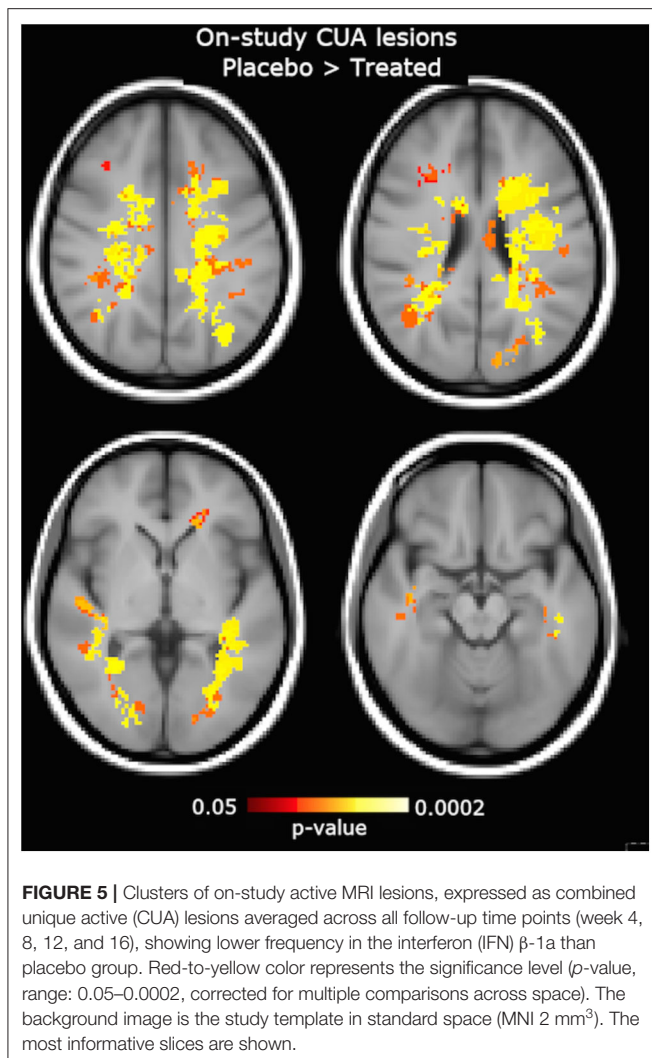 On-study CUA lesions
Placebo > Treated
0.05 0.0002
p-value
FIGURE 5 | Clusters of on-study active MRI lesions, expressed as combined
unique active (CUA) lesions averaged across all follow-up time points (week 4,
8, 12, and 16), showing lower frequency in the interferon (IFN) β-1a than
placebo group. Red-to-yellow color represents the significance level (p-value,
range: 0.05–0.0002, corrected for multiple comparisons across space). The
background image is the study template in standard space (MNI 2 mm³). The
most informative slices are shown.